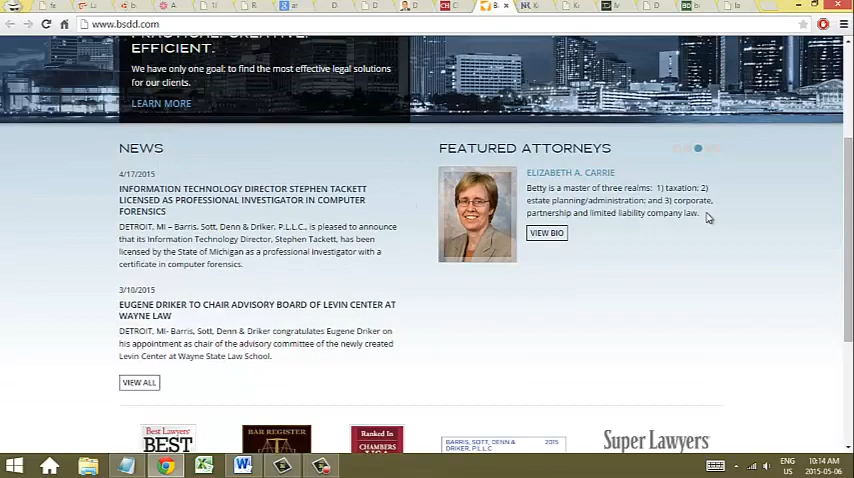 www.bsdd.com
EFFICIENT.
We have only one goal: to find the most effective legal solutions
for our clients.
LEARN MORE
NEWS
4/17/2015
INFORMATION TECHNOLOGY DIRECTOR STEPHEN TACKETT
LICENSED AS PROFESSIONAL INVESTIGATOR IN COMPUTER
FORENSICS
DETROIT, MI – Barris, Sott, Denn & Driker, P.L.L.C., is pleased to announce
that its Information Technology Director, Stephen Tackett, has been
licensed by the State of Michigan as a professional investigator with a
certificate in computer forensics.
3/10/2015
EUGENE DRIKER TO CHAIR ADVISORY BOARD OF LEVIN CENTER AT
WAYNE LAW
DETROIT, MI- Barris, Sott, Denn & Driker congratulates Eugene Driker on
his appointment as chair of the advisory committee of the newly created
Levin Center at Wayne State Law School.
VIEW ALL
FEATURED ATTORNEYS
ELIZABETH A. CARRIE
Betty is a master of three realms: 1) taxation; 2)
estate planning/administration; and 3) corporate,
partnership and limited liability company law.
VIEW BIO
Best Lawyers
BEST
BAR REGISTER
Ranked In
CHAMBERS
BARRIS, SOTT, DENN & 2015
DRIKER, P.L.L.C
Super Lawyers
ENG 10:14 AM
US 2015-05-06